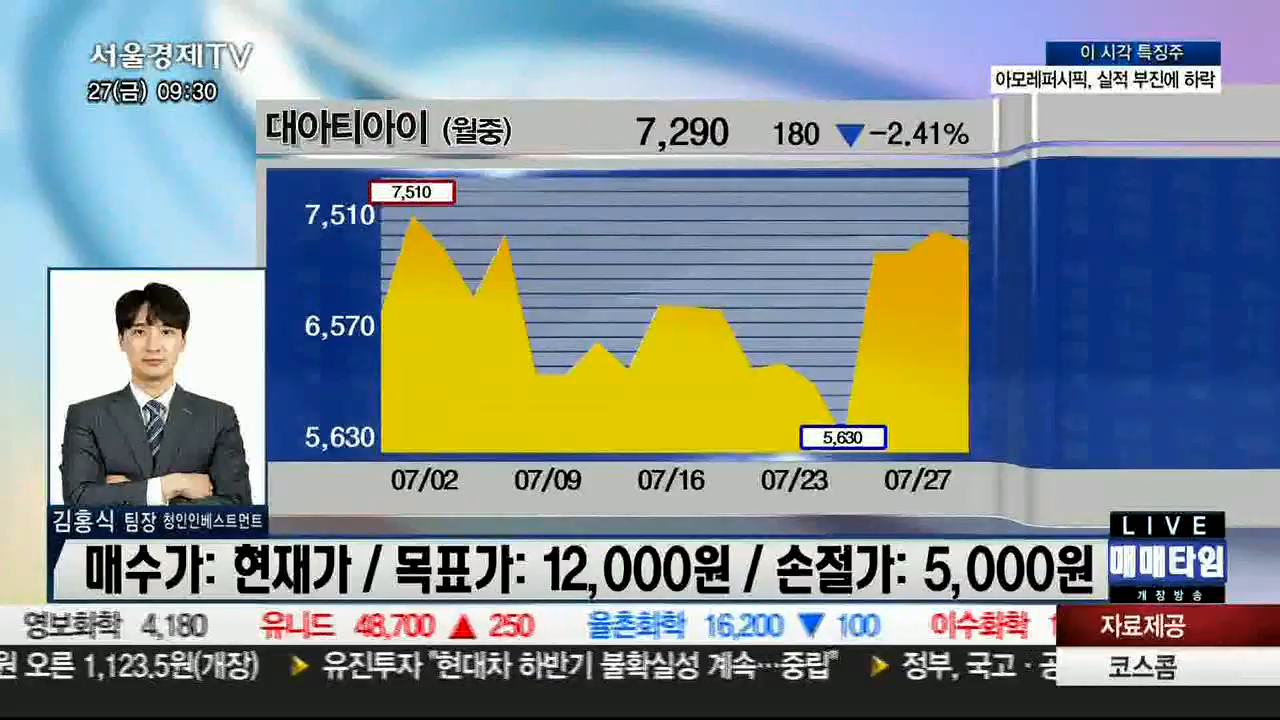 서울경제TV
27(금) 09:30
이 시각 특징주
아모레퍼시픽, 실적 부진에 하락
대아티아이 (월중) 7,290 180 ▼-2.41%
7,510
7,510
6,570
5,630
5,630
07/02 07/09 07/16 07/23 07/27
김홍식 팀장 청인인베스트먼트
매수가: 현재가 / 목표가: 12,000원 / 손절가: 5,000원
LIVE
매매타임
개장방송
영보화학 4,180 유니드 48,700 ▲ 250 율촌화학 16,200 ▼ 100 이수화학
자료제공
원 오른 1,123.5원(개장) ▶ 유진투자 "현대차 하반기 불확실성 계속…중립" ▶ 정부, 국고·
코스콤